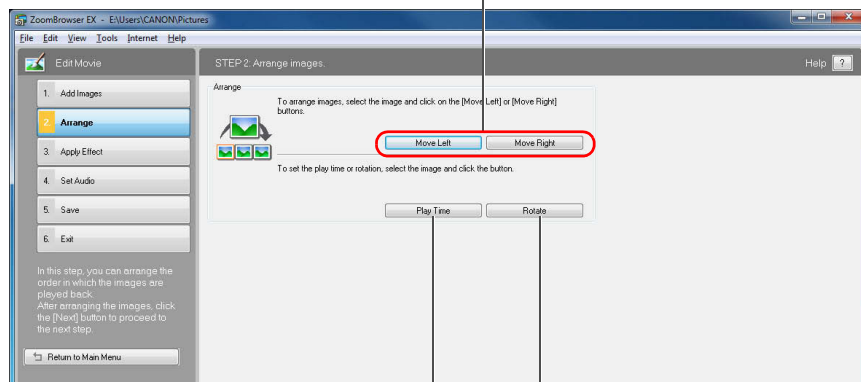 ZoomBrowser EX - E:\Users\CANON\Pictures
File Edit View Tools Internet Help
Edit Movie
STEP 2: Arrange images.
Help ?
1. Add Images
2. Arrange
3. Apply Effect
4. Set Audio
5. Save
6. Exit
In this step, you can arrange the
order in which the images are
played back.
After arranging the images, click
the [Next] button to proceed to
the next step.
Return to Main Menu
Arrange
To arrange images, select the image and click on the [Move Left] or [Move Right]
buttons.
Move Left Move Right
To set the play time or rotation, select the image and click the button.
Play Time Rotate